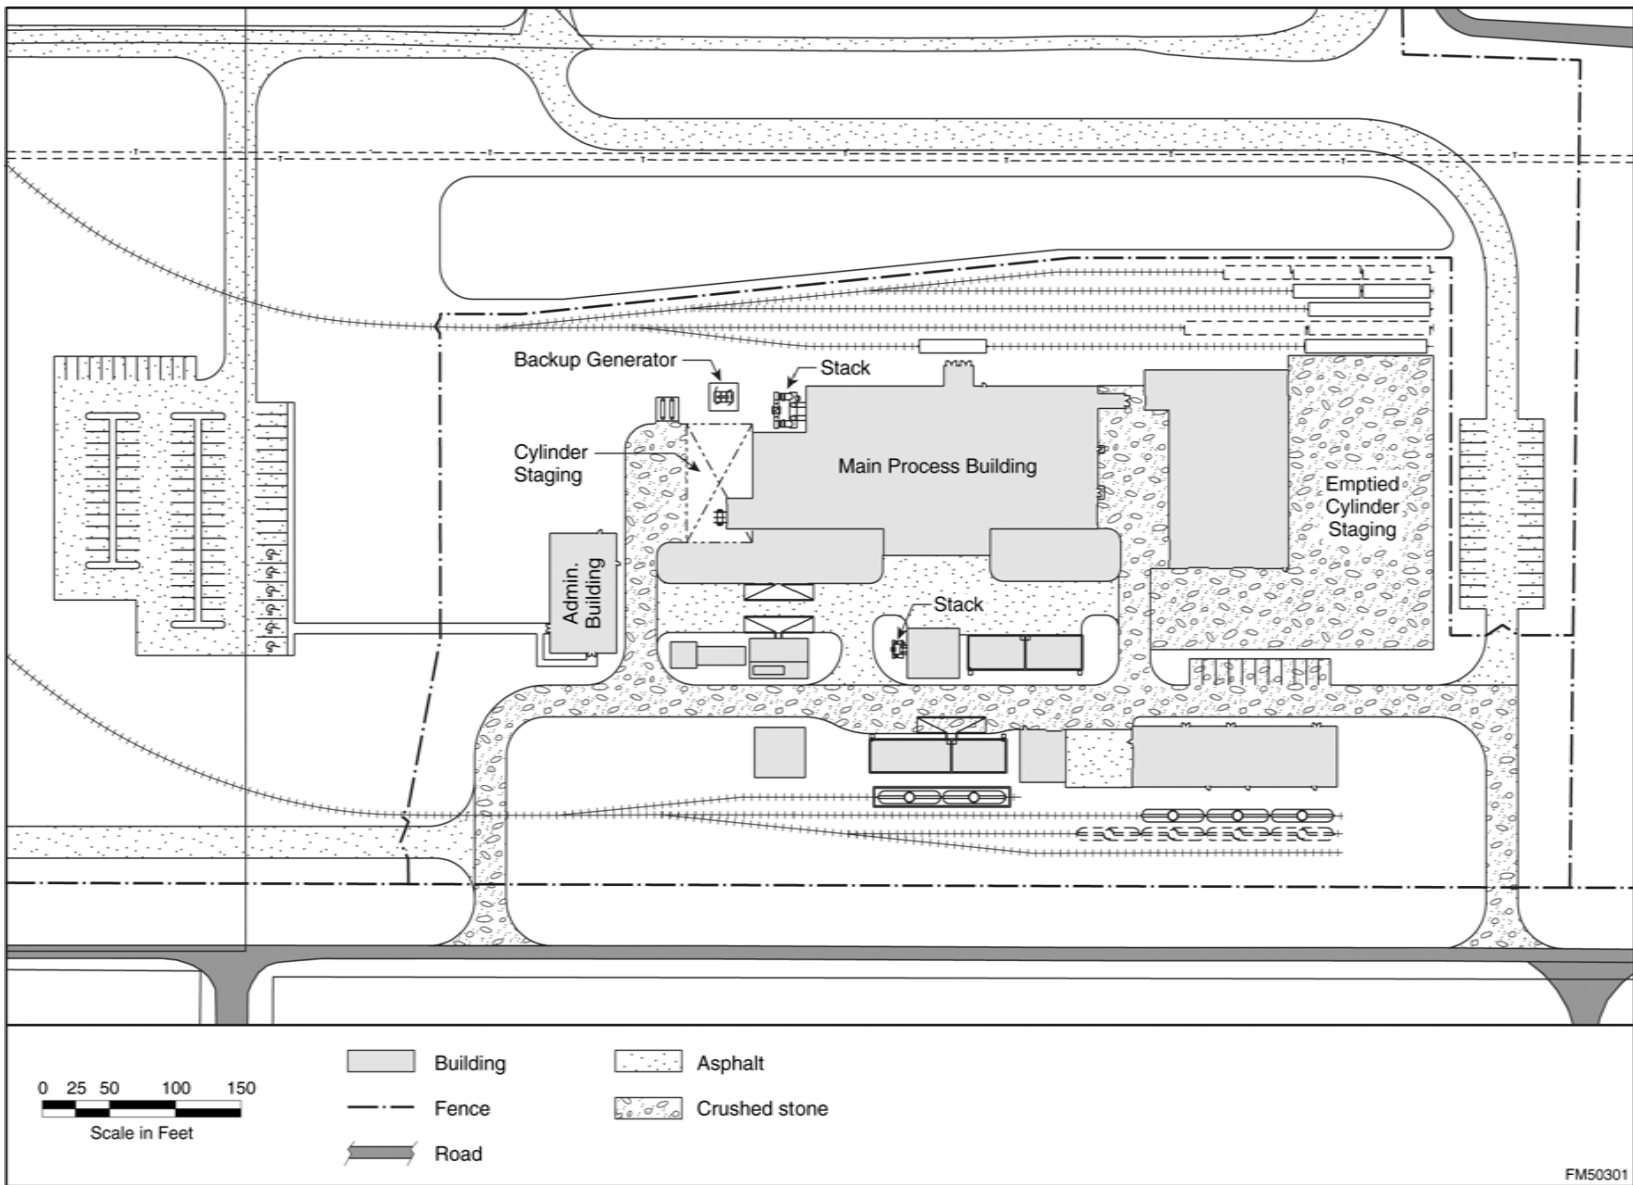 Backup Generator
Stack
Cylinder
Staging
Main Process Building
Emptied
Cylinder
Staging
Admin.
Building
Stack
0 25 50 100 150
Scale in Feet
Building
Fence
Road
Asphalt
Crushed stone
FM50301